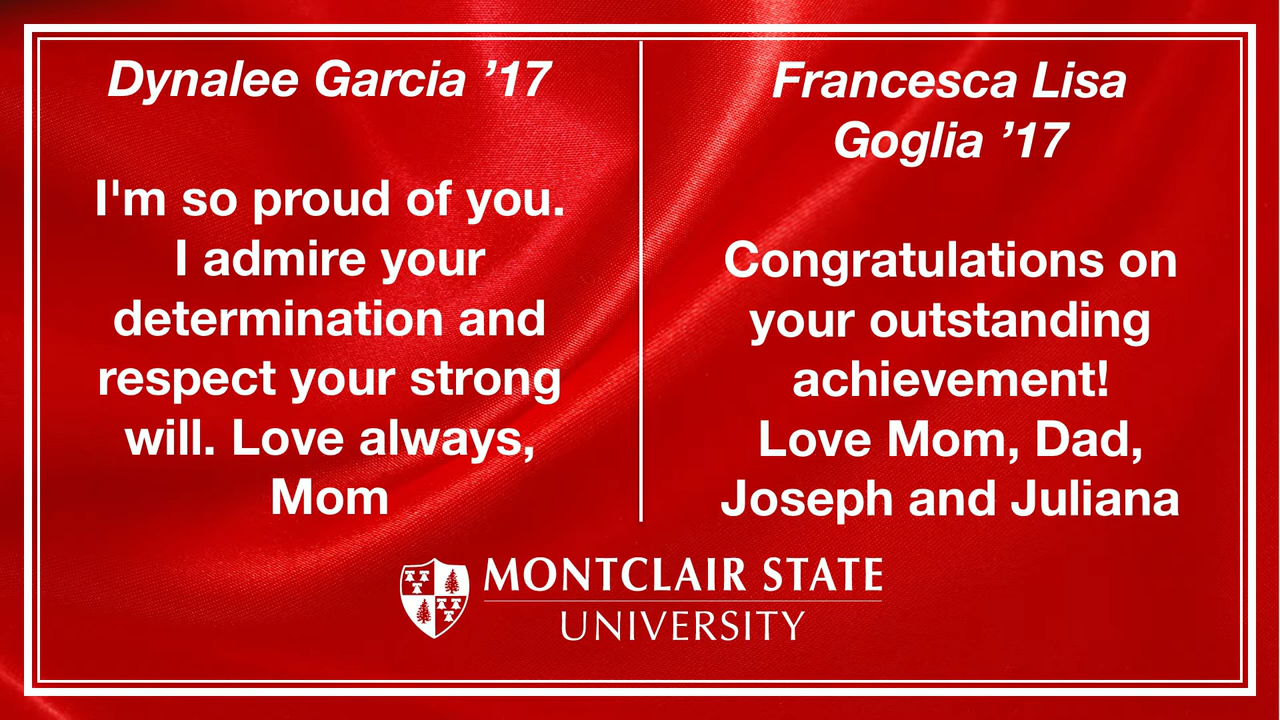 Dynalee Garcia ’17
I'm so proud of you.
I admire your
determination and
respect your strong
will. Love always,
Mom
Francesca Lisa
Goglia ’17
Congratulations on
your outstanding
achievement!
Love Mom, Dad,
Joseph and Juliana
MONTCLAIR STATE
UNIVERSITY